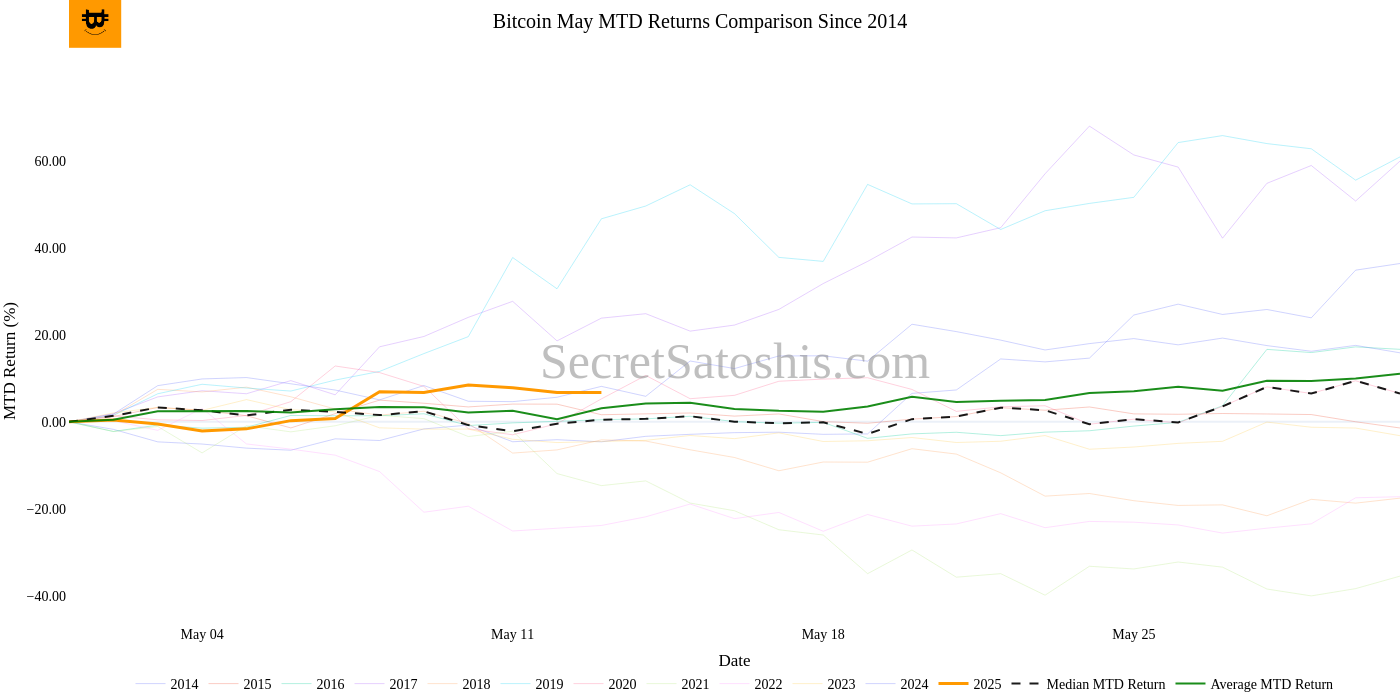 Bitcoin May MTD Returns Comparison Since 2014
60.00
40.00
20.00
0.00
−20.00
−40.00
MTD Return (%)
SecretSatoshis.com
May 04
May 11
May 18
May 25
Date
2014 2015 2016 2017 2018 2019 2020 2021 2022 2023 2024 2025 Median MTD Return Average MTD Return